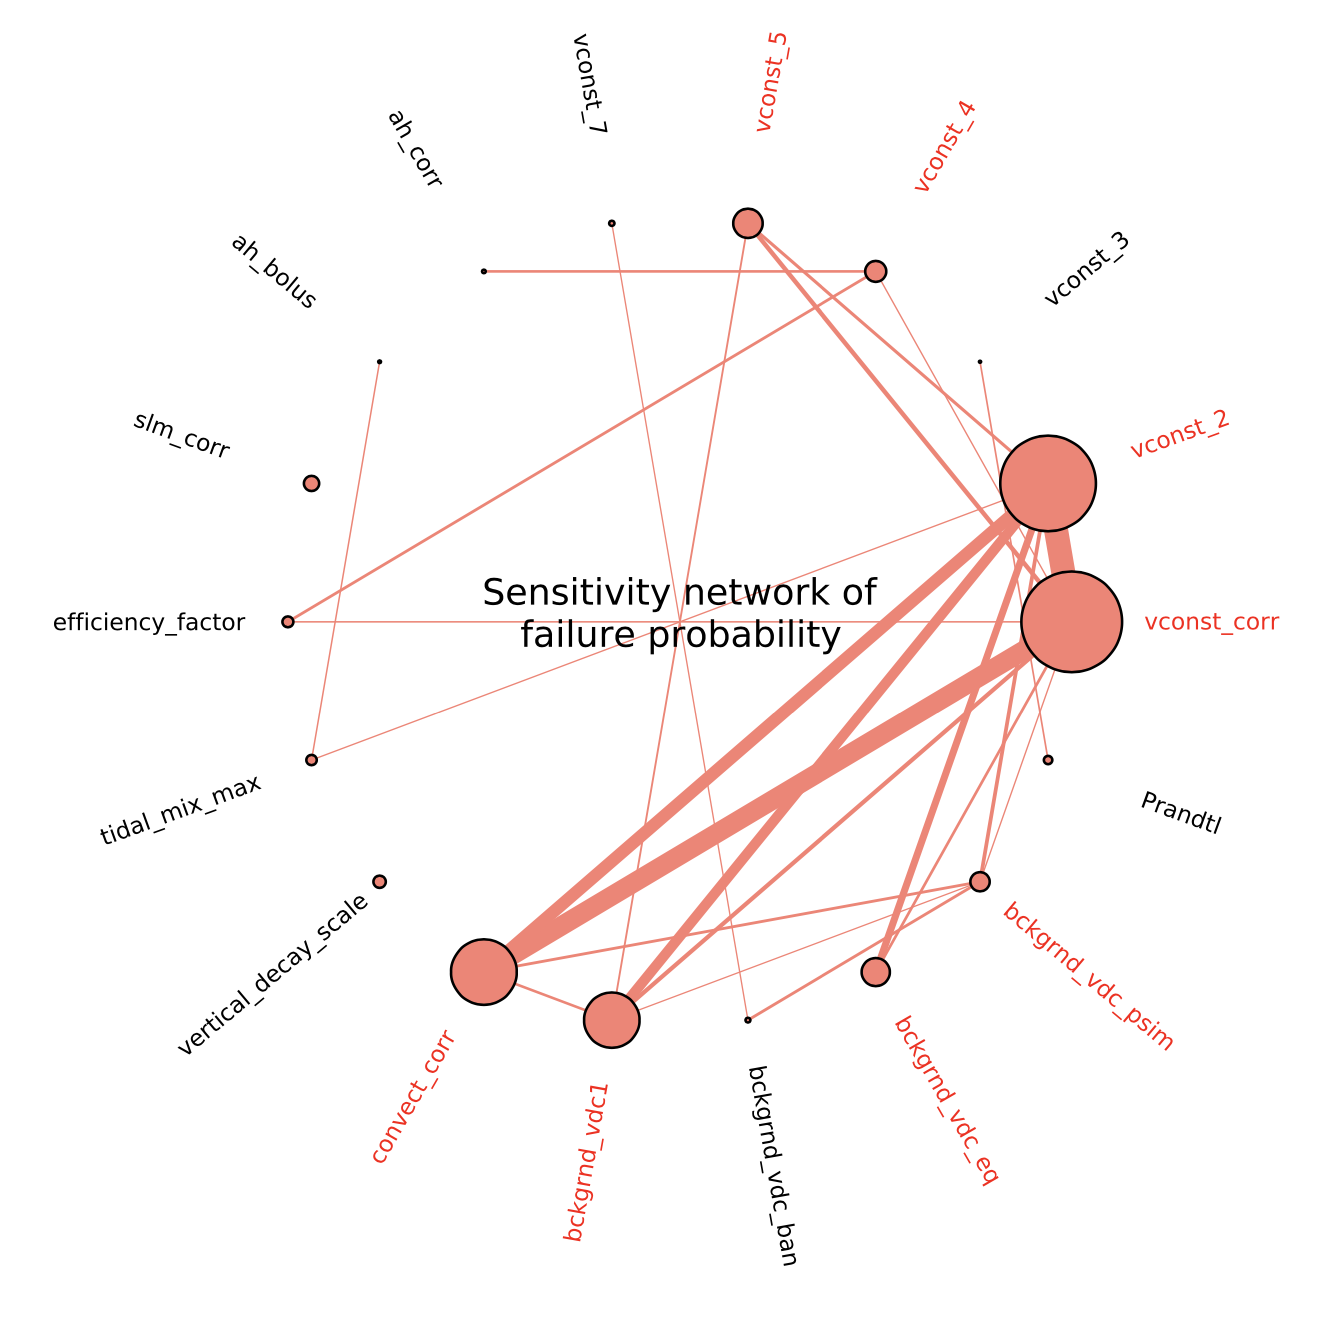 vconst_5
vconst_7
vconst_4
ah_corr
vconst_3
ah_bolus
vconst_2
slm_corr
Sensitivity network of
failure probability
efficiency_factor
vconst_corr
tidal_mix_max
Prandtl
vertical_decay_scale
bckgrnd_vdc_psim
convect_corr
bckgrnd_vdc_eq
bckgrnd_vdc1
bckgrnd_vdc_ban